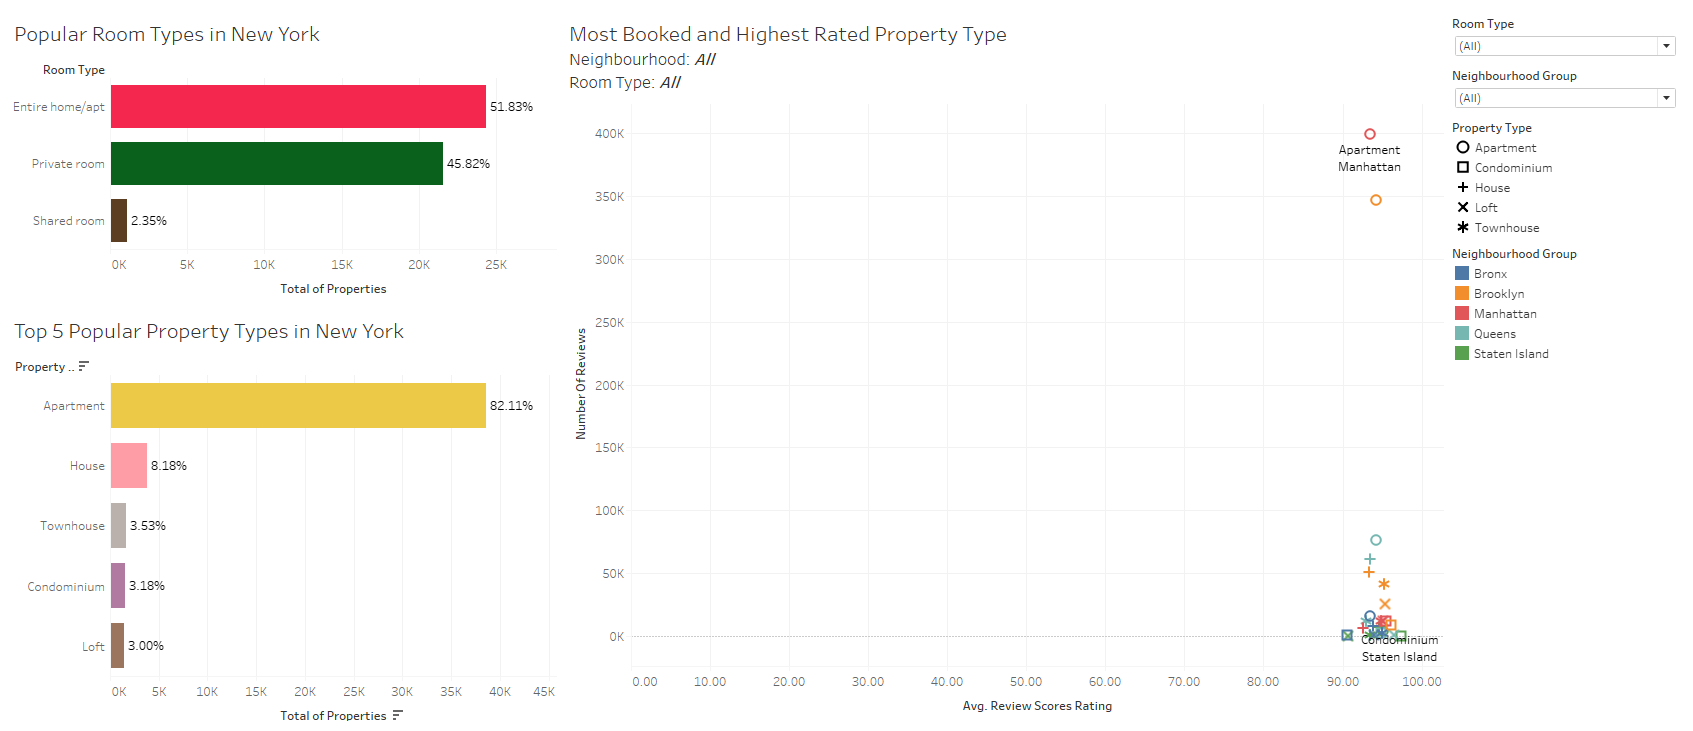 Popular Room Types in New York
Room Type
Entire home/apt
51.83%
Private room
45.82%
Shared room
2.35%
0K 5K 10K 15K 20K 25K
Total of Properties
Top 5 Popular Property Types in New York
Property ..
Apartment
82.11%
House
8.18%
Townhouse
3.53%
Condominium
3.18%
Loft
3.00%
0K 5K 10K 15K 20K 25K 30K 35K 40K 45K
Total of Properties
Most Booked and Highest Rated Property Type
Neighbourhood: All
Room Type: All
Number Of Reviews
400K
350K
300K
250K
200K
150K
100K
50K
0K
Apartment
Manhattan
Condominium
Staten Island
0.00 10.00 20.00 30.00 40.00 50.00 60.00 70.00 80.00 90.00 100.00
Avg. Review Scores Rating
Room Type
(All)
Neighbourhood Group
(All)
Property Type
Apartment
Condominium
House
Loft
Townhouse
Neighbourhood Group
Bronx
Brooklyn
Manhattan
Queens
Staten Island